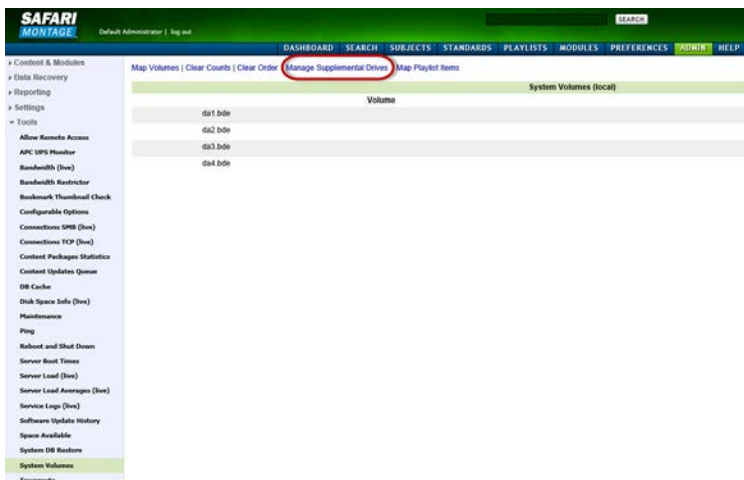 SAFARI
MONTAGE
Default Administrator | log out
SEARCH
DASHBOARD SEARCH SUBJECTS STANDARDS PLAYLISTS MODULES PREFERENCES ADMIN HELP
Content & Modules
Data Recovery
Reporting
Settings
Tools
Allow Remote Access
APC UPS Monitor
Bandwidth (live)
Bandwidth Restrictor
Bookmark Thumbnail Check
Configurable Options
Connections SMB (live)
Connections TCP (live)
Content Packages Statistics
Content Updates Queue
DB Cache
Disk Space Info (live)
Maintenance
Ping
Reboot and Shut Down
Server Boot Times
Server Load (live)
Server Load Averages (live)
Service Logs (live)
Software Update History
Space Available
System DB Restore
System Volumes
Map Volumes | Clear Counts | Clear Order | Manage Supplemental Drives | Map Playlist Items
System Volumes (local)
Volume
da1.bde
da2.bde
da3.bde
da4.bde